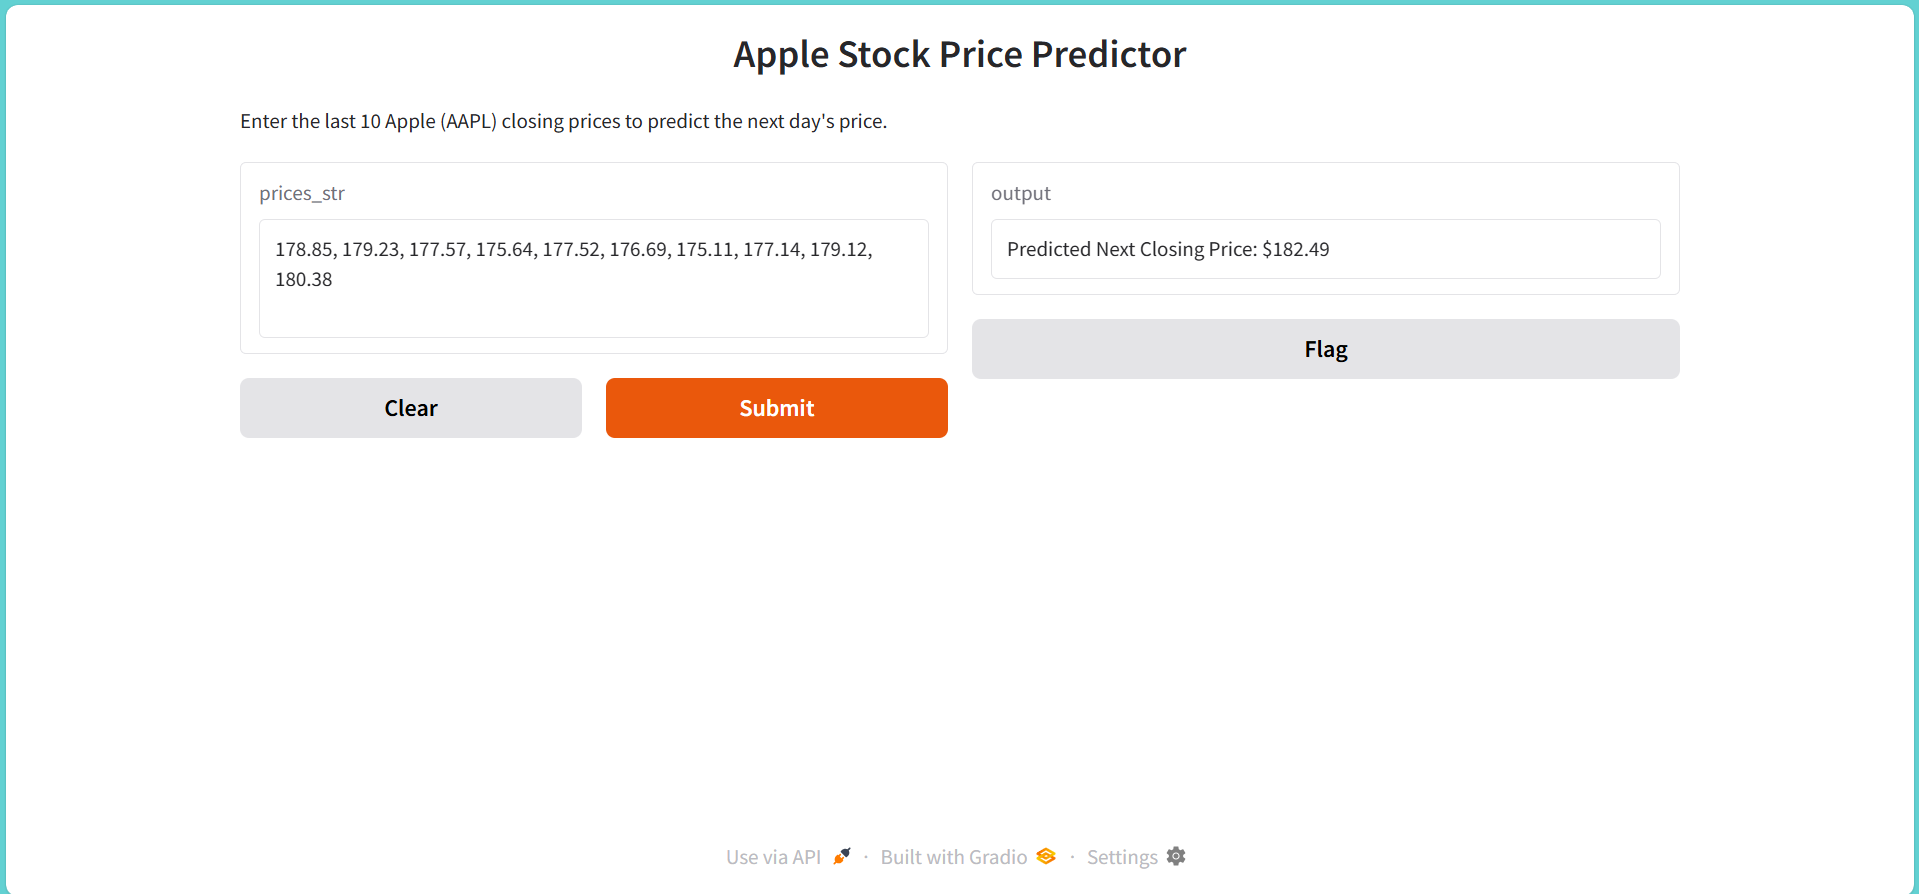 Apple Stock Price Predictor
Enter the last 10 Apple (AAPL) closing prices to predict the next day's price.
prices_str
178.85, 179.23, 177.57, 175.64, 177.52, 176.69, 175.11, 177.14, 179.12,
180.38
Clear
Submit
output
Predicted Next Closing Price: $182.49
Flag
Use via API · Built with Gradio · Settings